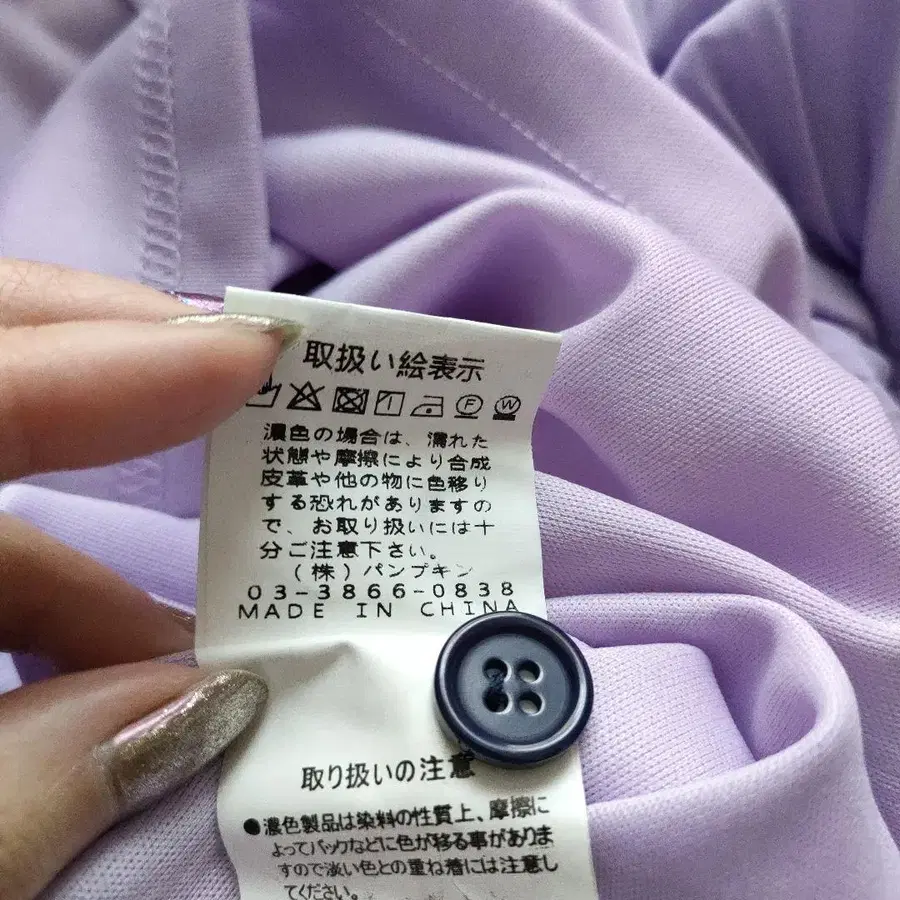 取扱い絵表示
F W
濃色の場合は、濡れた
状態や摩擦により合成
皮革や他の物に色移り
する恐れがありますの
で、お取り扱いには十
分ご注意下さい。
(株)パンプキン
03-3866-0838
MADE IN CHINA
取り扱いの注意
●濃色製品は染料の性質上、摩擦に
よってバックなどに色が移る事がありま
すので淡い色との重ね着には注意し
てください。